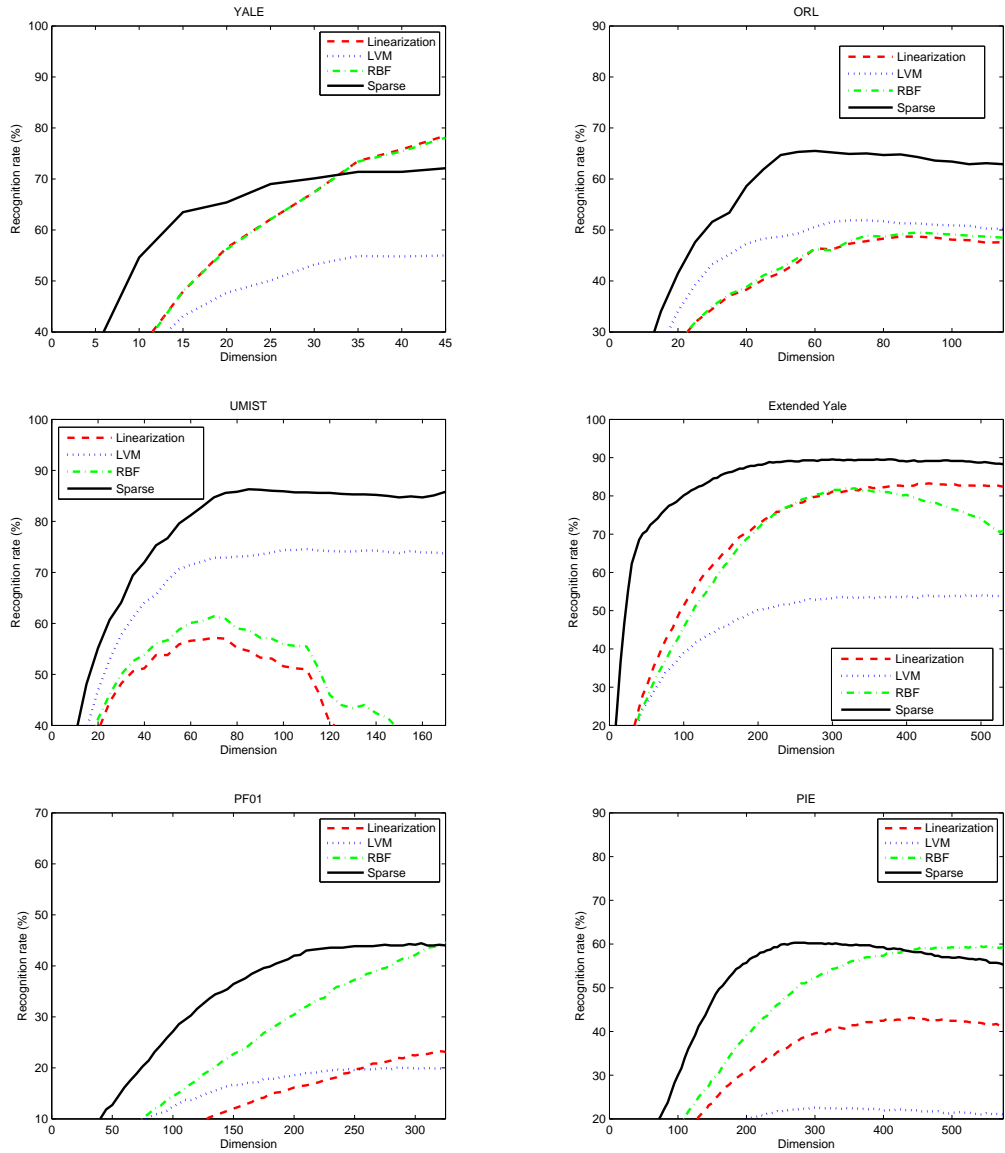 YALE
100
90
80
70
60
50
40
Recognition rate (%)
0 5 10 15 20 25 30 35 40 45
Dimension
Linearization
LVM
RBF
Sparse
ORL
90
80
70
60
50
40
30
Recognition rate (%)
0 20 40 60 80 100
Dimension
Linearization
LVM
RBF
Sparse
UMIST
100
90
80
70
60
50
40
Recognition rate (%)
0 20 40 60 80 100 120 140 160
Dimension
Linearization
LVM
RBF
Sparse
Extended Yale
100
90
80
70
60
50
40
30
20
Recognition rate (%)
0 100 200 300 400 500
Dimension
Linearization
LVM
RBF
Sparse
PF01
70
60
50
40
30
20
10
Recognition rate (%)
0 50 100 150 200 250 300
Dimension
Linearization
LVM
RBF
Sparse
PIE
90
80
70
60
50
40
30
20
Recognition rate (%)
0 100 200 300 400 500
Dimension
Linearization
LVM
RBF
Sparse